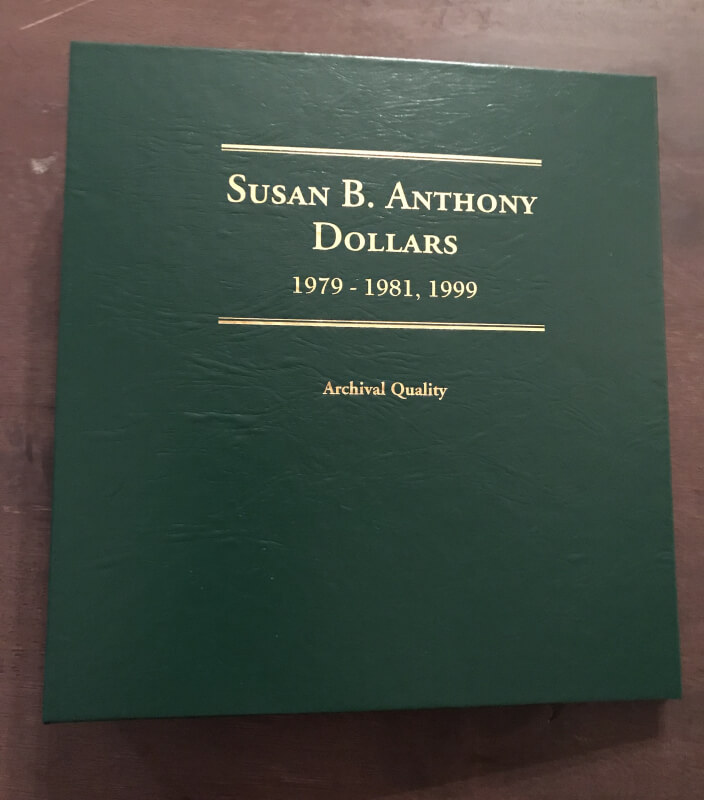 Susan B. Anthony
Dollars
1979 - 1981, 1999
Archival Quality